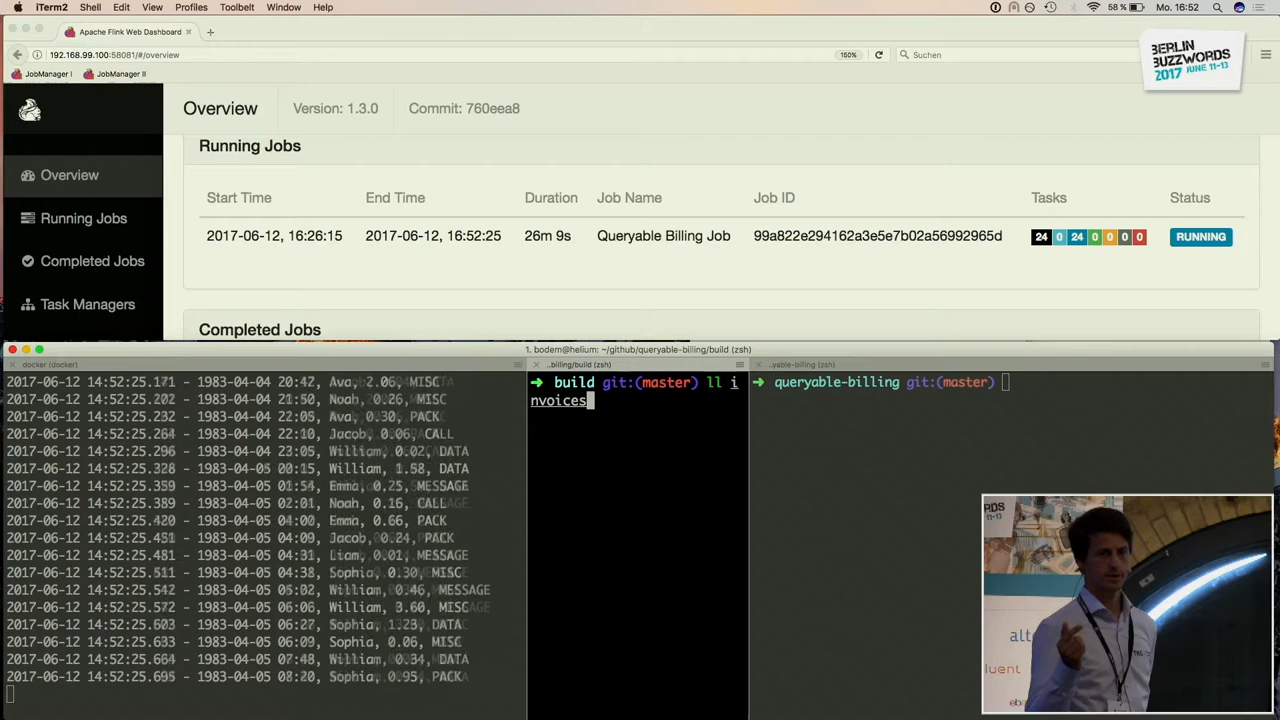 iTerm2 Shell Edit View Profiles Toolbelt Window Help 58 % Mo. 16:52
Apache Flink Web Dashboard
192.168.99.100:58081/#/overview 150% Suchen
JobManager I JobManager II
BERLIN
BUZZWORDS
2017 JUNE 11-13
Overview Version: 1.3.0 Commit: 760eea8
Overview
Running Jobs
Completed Jobs
Task Managers
Running Jobs
Start Time End Time Duration Job Name Job ID Tasks Status
2017-06-12, 16:26:15 2017-06-12, 16:52:25 26m 9s Queryable Billing Job 99a822e294162a3e5e7b02a56992965d 24 0 24 0 0 0 0 RUNNING
Completed Jobs
1. bodem@helium: ~/github/queryable-billing/build (zsh)
docker (docker)
2017-06-12 14:52:25 - 1983-04-04 20:42, Ava, 2.06, MISC
2017-06-12 14:52:25 - 1983-04-04 Noah, 0.26, MISC
2017-06-12 14:52:25 - 1983-04-04 22:05, Ava, 0.30, PACK
2017-06-12 14:52:25.264 - 1983-04-04 22:10, Jacob, 0.06, CALL
2017-06-12 14:52:25.296 - 1983-04-04 23:05, William, 0.02, DATA
2017-06-12 14:52:25.328 - 1983-04-05 00:15, William, 1.58, DATA
2017-06-12 14:52:25 - 1983-04-05 Emma, 0.21, MESSAGE
2017-06-12 14:52:25 - 1983-04-05 02:01, Noah, 0.16, CALL
2017-06-12 14:52:25.420 - 1983-04-05 04:00, Emma, 0.66, PACK
2017-06-12 14:52:25 - 1983-04-05 04:09, Jacob, 0.24, PACK
2017-06-12 14:52:25.481 - 1983-04-05 04:31, Liam, 0.01, MESSAGE
2017-06-12 14:52:25.511 - 1983-04-05 04:38, Sophia, 0.30, MISC
2017-06-12 14:52:25.542 - 1983-04-05 William, 0.46, MESSAGE
2017-06-12 14:52:25.572 - 1983-04-05 06:06, William, 3.60, MISC
2017-06-12 14:52:25.603 - 1983-04-05 Sophia, 1.23, DATA
2017-06-12 14:52:25.633 - 1983-04-05 06:09, Sophia, 0.06, MISC
2017-06-12 14:52:25.664 - 1983-04-05 07:48, William, 0.34, DATA
2017-06-12 14:52:25.695 - 1983-04-05 Sophia, 0.95, PACK
..billing/build (zsh)
➜ build git:(master) ll i
nvoices
..yable-billing (zsh)
➜ queryable-billing git:(master)
RDS
11-13
alt
luent
eb
TNG